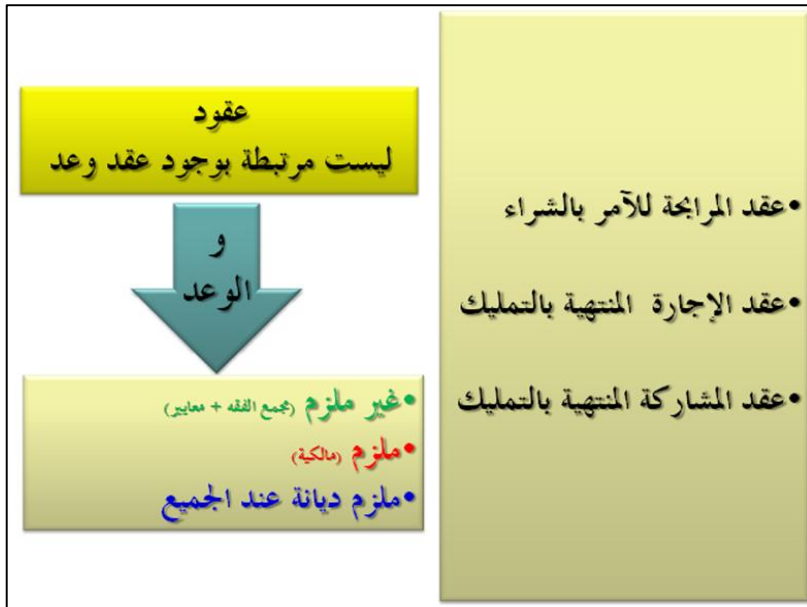 •عقد المرابحة للآمر بالشراء
•عقد الإجارة المنتهية بالتمليك
•عقد المشاركة المنتهية بالتمليك
عقود
ليست مرتبطة بوجود عقد وعد
و
الوعد
•غير ملزم (مجمع الفقه + معايير)
•ملزم (مالكية)
•ملزم ديانة عند الجميع